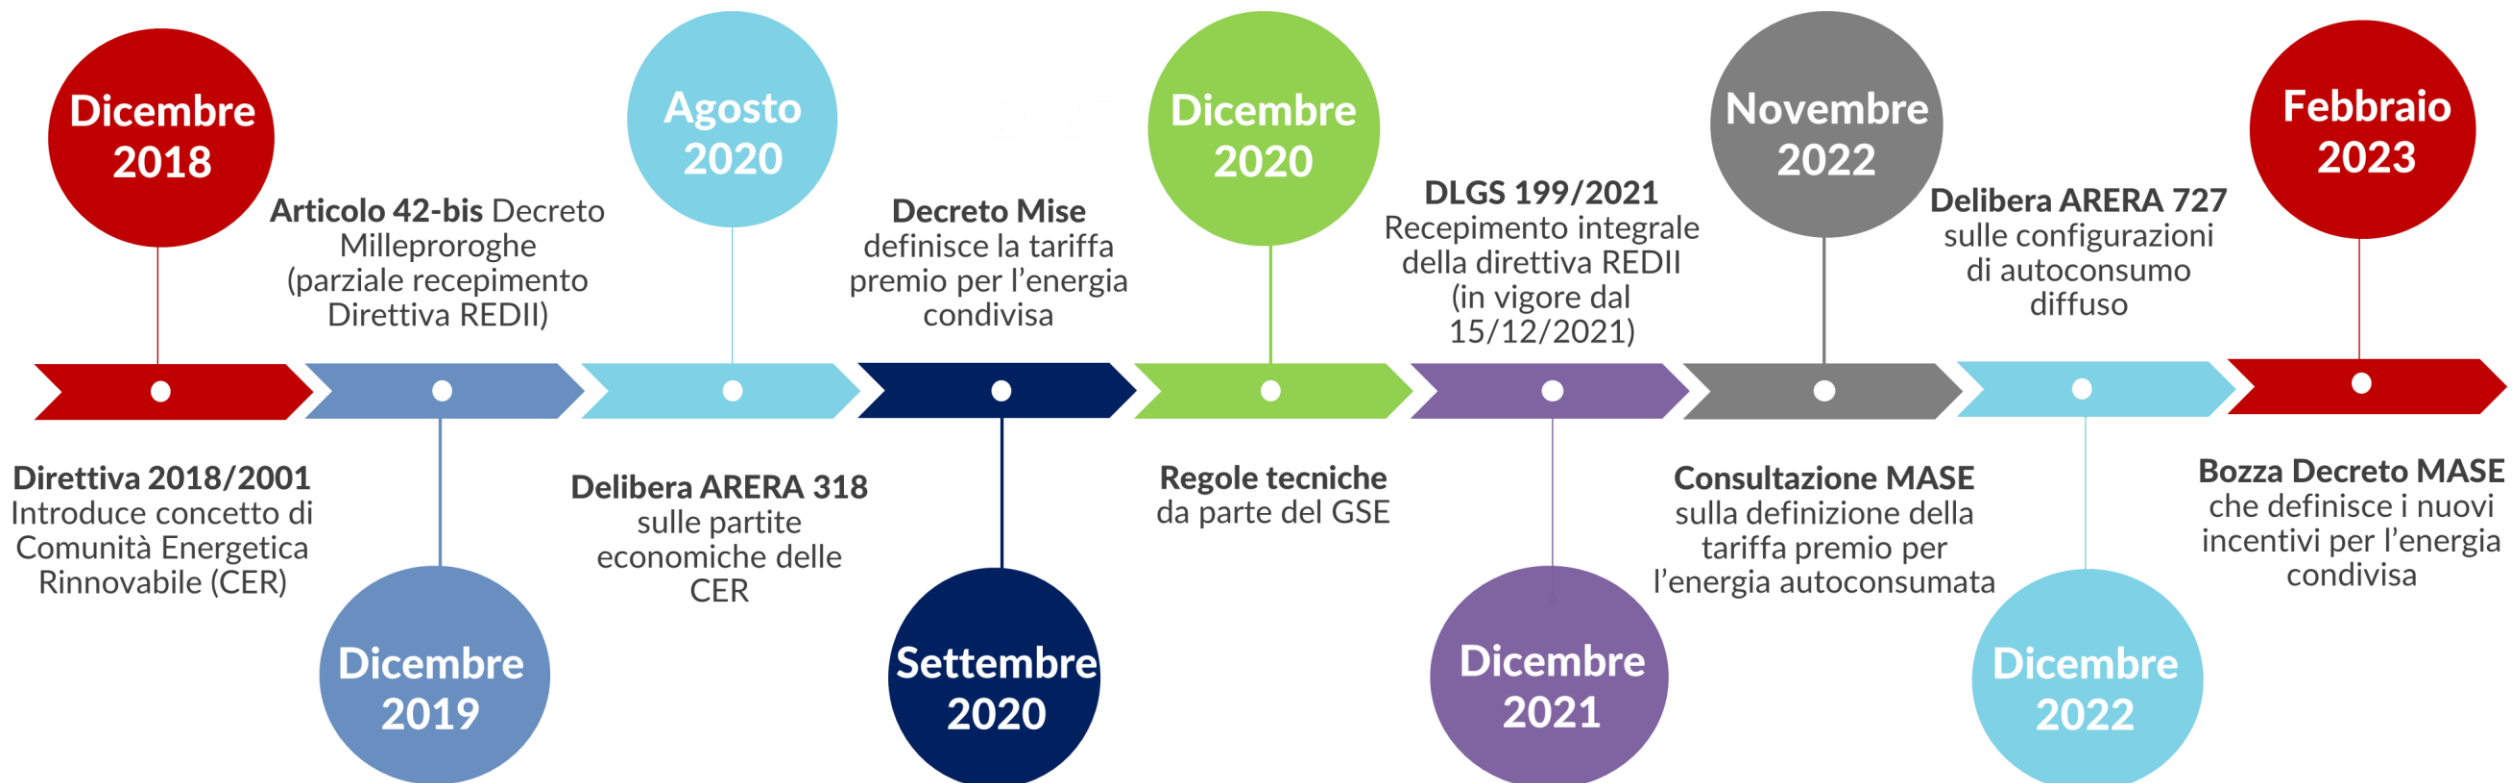 Dicembre
2018
Direttiva 2018/2001
Introduce concetto di
Comunità Energetica
Rinnovabile (CER)
Articolo 42-bis Decreto
Milleproroghe
(parziale recepimento
Direttiva REDII)
Dicembre
2019
Agosto
2020
Delibera ARERA 318
sulle partite
economiche delle
CER
Decreto Mise
definisce la tariffa
premio per l'energia
condivisa
Settembre
2020
Dicembre
2020
Regole tecniche
da parte del GSE
DLGS 199/2021
Recepimento integrale
della direttiva REDII
(in vigore dal
15/12/2021)
Dicembre
2021
Novembre
2022
Consultazione MASE
sulla definizione della
tariffa premio per
l'energia autoconsumata
Delibera ARERA 727
sulle configurazioni
di autoconsumo
diffuso
Dicembre
2022
Febbraio
2023
Bozza Decreto MASE
che definisce i nuovi
incentivi per l'energia
condivisa